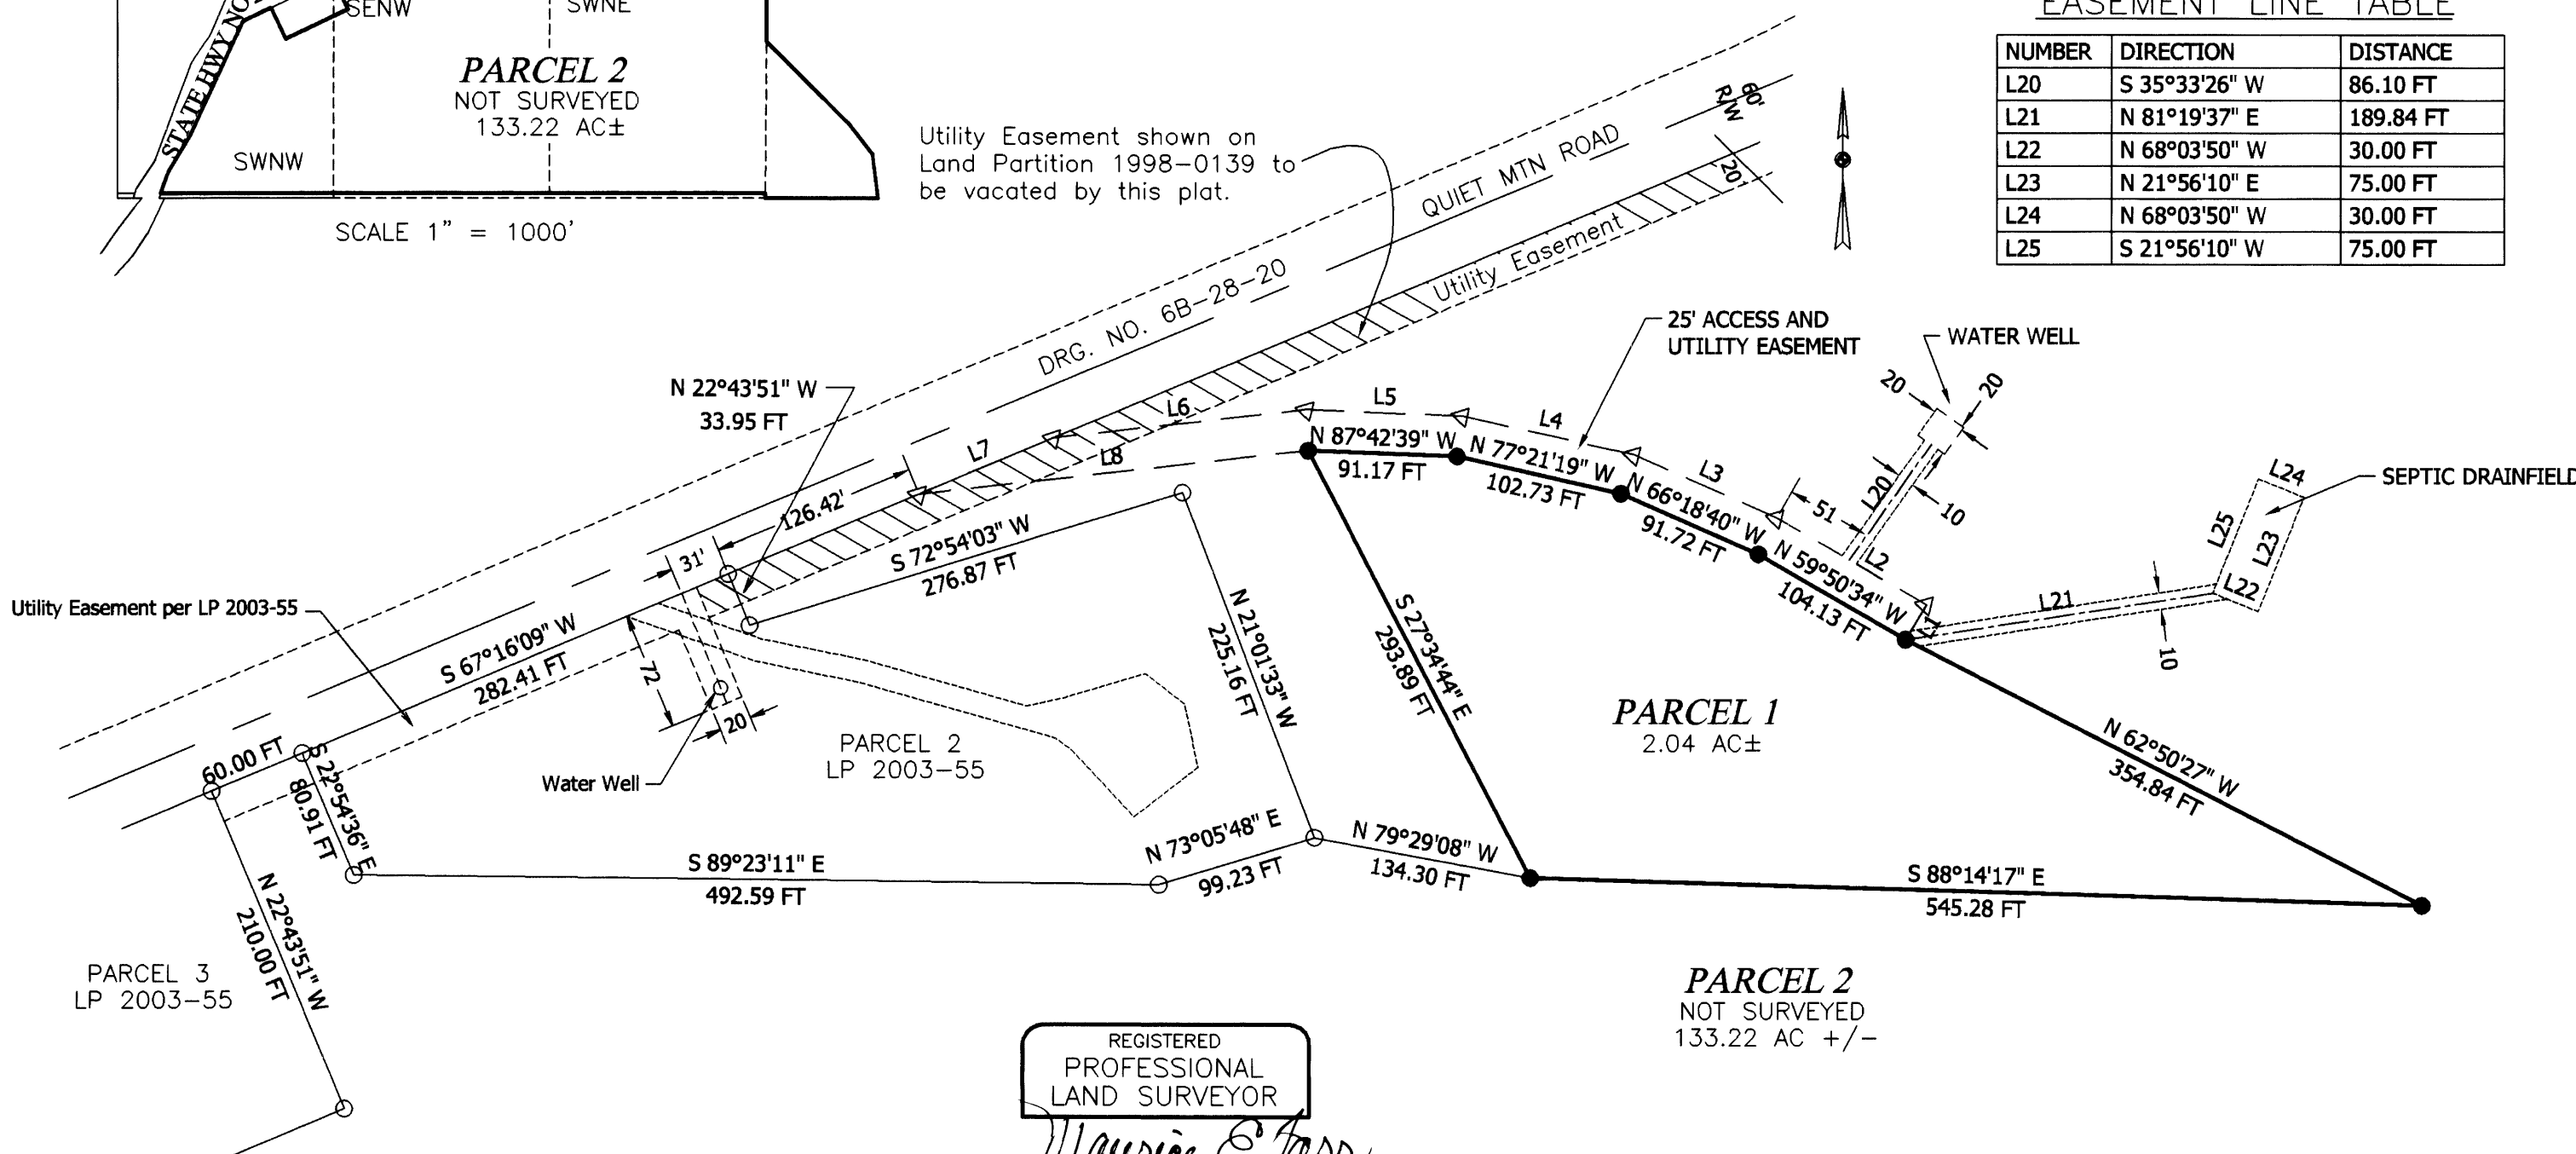 SENW
SWNE
STATE HWY NO
PARCEL 2
NOT SURVEYED
133.22 AC±
SWNW
SCALE 1" = 1000'
EASEMENT LINE TABLE
NUMBER DIRECTION DISTANCE
L20 S 35°33'26" W 86.10 FT
L21 N 81°19'37" E 189.84 FT
L22 N 68°03'50" W 30.00 FT
L23 N 21°56'10" E 75.00 FT
L24 N 68°03'50" W 30.00 FT
L25 S 21°56'10" W 75.00 FT
Utility Easement shown on
Land Partition 1998-0139 to
be vacated by this plat.
60'
R/W
QUIET MTN ROAD
20'
DRG. NO. 6B-28-20
Utility Easement
25' ACCESS AND
UTILITY EASEMENT
WATER WELL
20
20
N 22°43'51" W
33.95 FT
L7
L6
L8
L5
L4
L3
L2
L1
L20
51
10
N 87°42'39" W
91.17 FT
N 77°21'19" W
102.73 FT
N 66°18'40" W
91.72 FT
N 59°50'34" W
104.13 FT
L24
L25
L23
L22
L21
10
SEPTIC DRAINFIELD
126.42'
31'
S 72°54'03" W
276.87 FT
Utility Easement per LP 2003-55
S 67°16'09" W
282.41 FT
72
20
N 21°01'33" W
225.16 FT
S 27°34'44" E
293.89 FT
PARCEL 1
2.04 AC±
N 62°50'27" W
354.84 FT
PARCEL 2
LP 2003-55
Water Well
60.00 FT
S 22°54'36" E
80.91 FT
S 89°23'11" E
492.59 FT
N 73°05'48" E
99.23 FT
N 79°29'08" W
134.30 FT
S 88°14'17" E
545.28 FT
N 22°43'51" W
210.00 FT
PARCEL 3
LP 2003-55
PARCEL 2
NOT SURVEYED
133.22 AC +/-
REGISTERED
PROFESSIONAL
LAND SURVEYOR